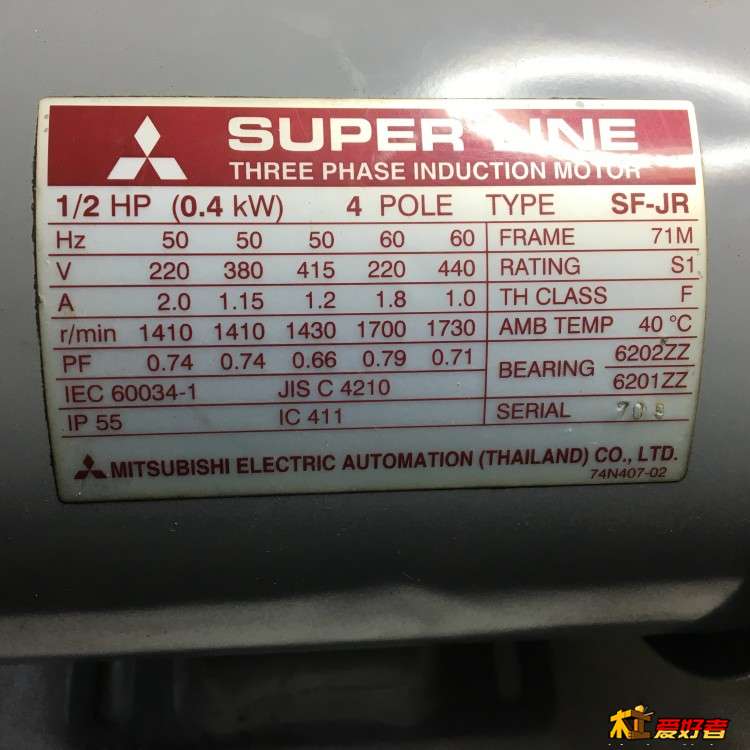 SUPER LINE
THREE PHASE INDUCTION MOTOR
1/2 HP (0.4 kW) 4 POLE TYPE SF-JR
Hz 50 50 50 60 60 FRAME 71M
V 220 380 415 220 440 RATING S1
A 2.0 1.15 1.2 1.8 1.0 TH CLASS F
r/min 1410 1410 1430 1700 1730 AMB TEMP 40 °C
PF 0.74 0.74 0.66 0.79 0.71 BEARING 6202ZZ
6201ZZ
IEC 60034-1 JIS C 4210
IP 55 IC 411 SERIAL 709
MITSUBISHI ELECTRIC AUTOMATION (THAILAND) CO., LTD.
74N407-02
爱好者